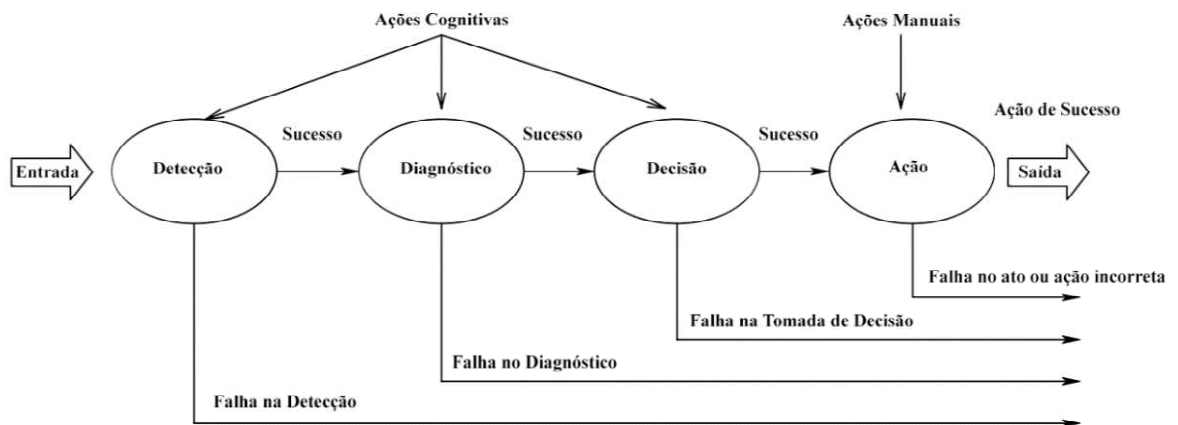 Ações Cognitivas
Ações Manuais
Ação de Sucesso
Sucesso
Sucesso
Sucesso
Entrada
Detecção
Diagnóstico
Decisão
Ação
Saída
Falha no ato ou ação incorreta
Falha na Tomada de Decisão
Falha no Diagnóstico
Falha na Detecção